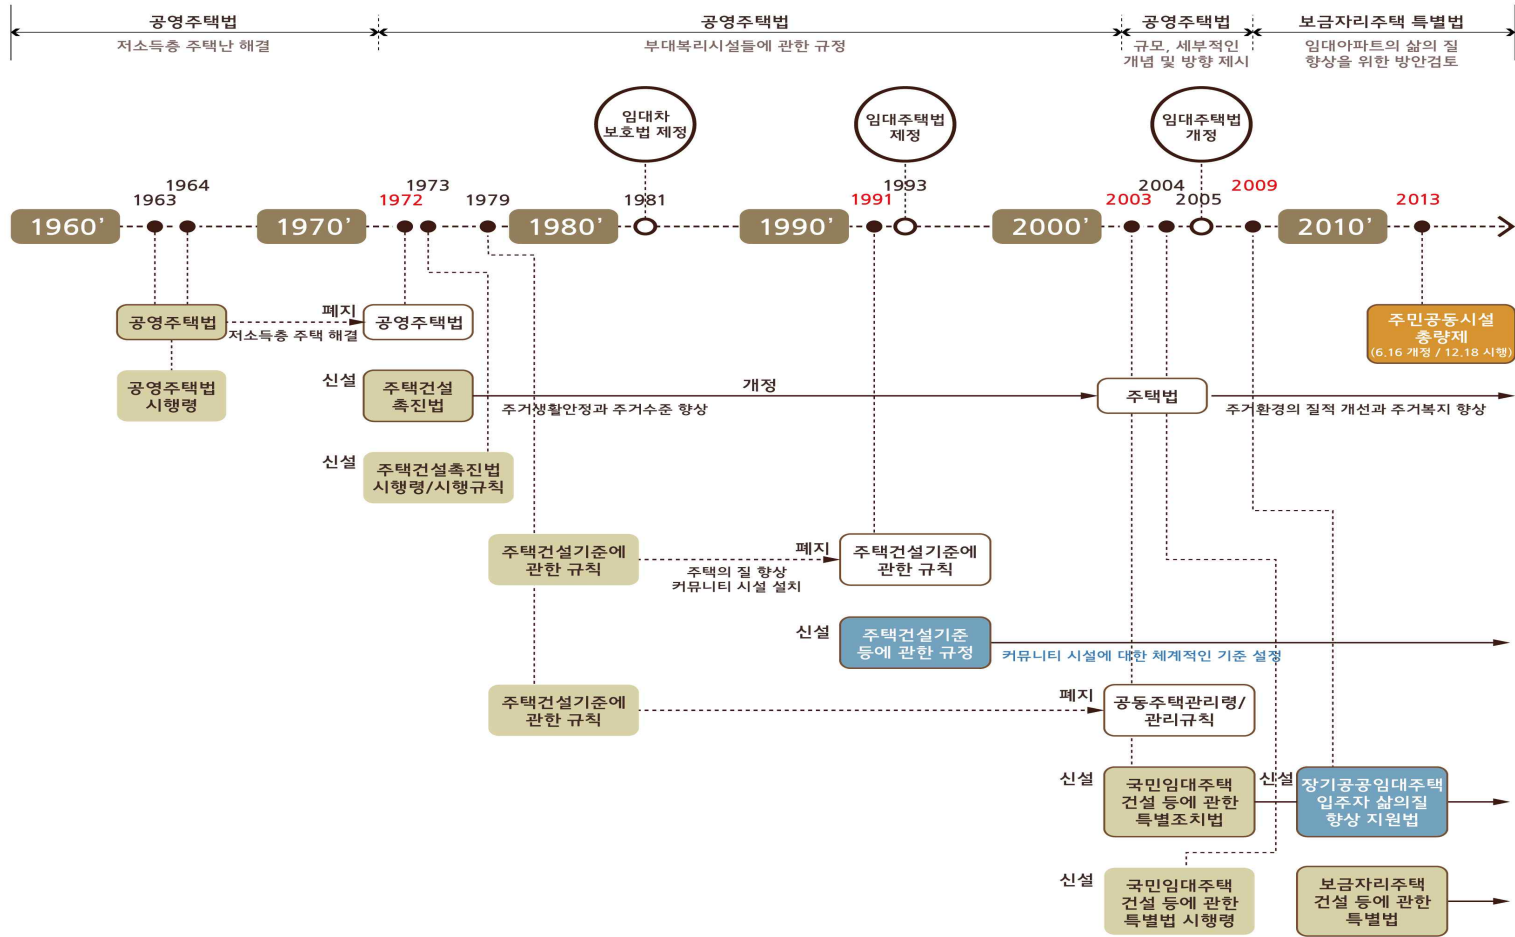 공영주택법
저소득층 주택난 해결
공영주택법
부대복리시설들에 관한 규정
공영주택법
규모, 세부적인
개념 및 방향 제시
보금자리주택 특별법
임대아파트의 삶의 질
향상을 위한 방안검토
임대차
보호법 제정
임대주택법
제정
임대주택법
개정
1960’
1963
1964
1970’
1972
1973
1979
1980’
1981
1990’
1991
1993
2000’
2003
2004
2005
2009
2010’
2013
공영주택법
폐지
저소득층 주택 해결
공영주택법
주민공동시설
총량제
(6.16 개정 / 12.18 시행)
공영주택법
시행령
신설
주택건설
촉진법
개정
주거생활안정과 주거수준 향상
주택법
주거환경의 질적 개선과 주거복지 향상
신설
주택건설촉진법
시행령/시행규칙
주택건설기준에
관한 규칙
폐지
주택의 질 향상
커뮤니티 시설 설치
주택건설기준에
관한 규칙
신설
주택건설기준
등에 관한 규정
커뮤니티 시설에 대한 체계적인 기준 설정
주택건설기준에
관한 규칙
폐지
공동주택관리령/
관리규칙
신설
국민임대주택
건설 등에 관한
특별조치법
신설
장기공공임대주택
입주자 삶의질
향상 지원법
신설
국민임대주택
건설 등에 관한
특별법 시행령
보금자리주택
건설 등에 관한
특별법